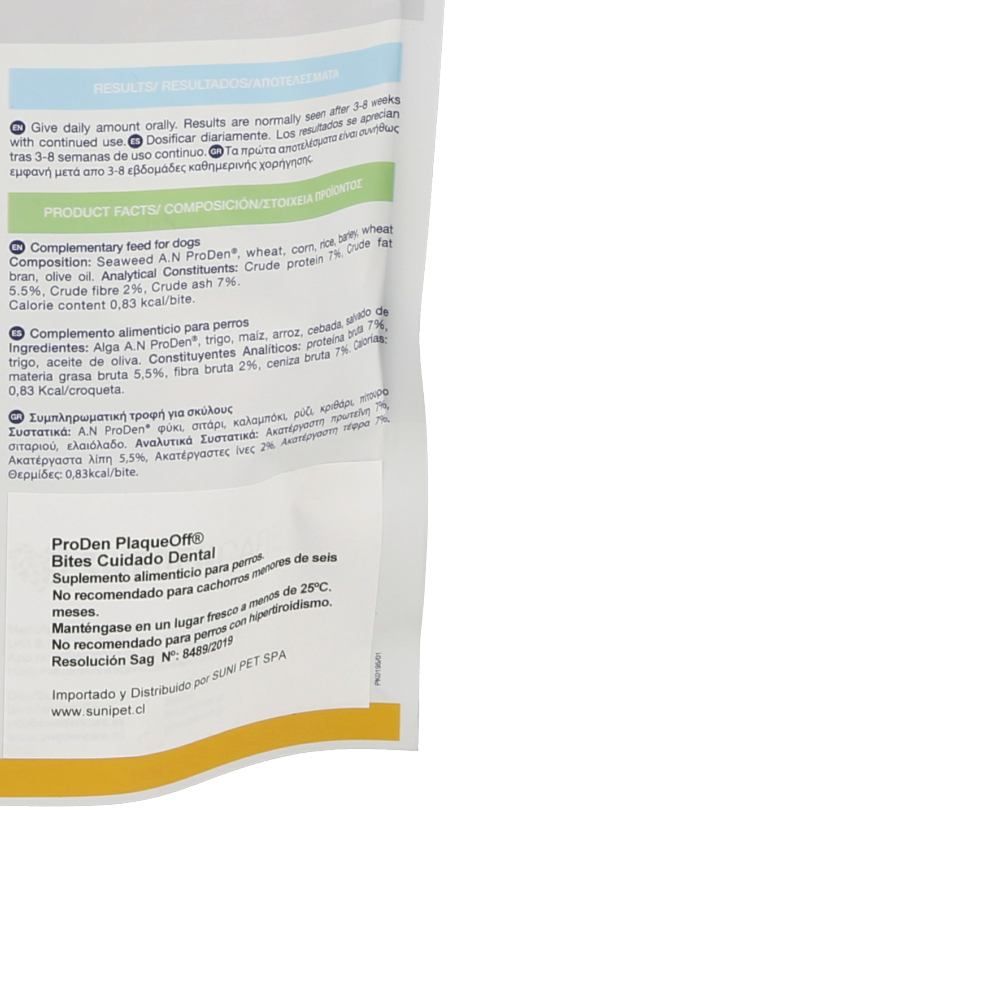 RESULTS/ RESULTADOS/ΑΠΟΤΕΛΕΣΜΑΤΑ
EN Give daily amount orally. Results are normally seen after 3-8 weeks
with continued use. ES Dosificar diariamente. Los resultados se aprecian
tras 3-8 semanas de uso continuo. GR Τα πρώτα αποτελέσματα είναι συνήθως
εμφανή μετά απο 3-8 εβδομάδες καθημερινής χορήγησης.
PRODUCT FACTS/ COMPOSICIÓN/ΣΤΟΙΧΕΙΑ ΠΡΟΪΟΝΤΟΣ
EN Complementary feed for dogs
Composition: Seaweed A.N ProDen®, wheat, corn, rice, barley, wheat
bran, olive oil. Analytical Constituents: Crude protein 7%. Crude fat
5.5%, Crude fibre 2%, Crude ash 7%.
Calorie content 0,83 kcal/bite.
ES Complemento alimenticio para perros
Ingredientes: Alga A.N ProDen®, trigo, maíz, arroz, cebada, salvado de
trigo, aceite de oliva. Constituyentes Analíticos: proteína bruta 7%,
materia grasa bruta 5,5%, fibra bruta 2%, ceniza bruta 7%. Calorías:
0,83 Kcal/croqueta.
GR Συμπληρωματική τροφή για σκύλους
Συστατικά: A.N ProDen® φύκι, σιτάρι, καλαμπόκι, ρύζι, κριθάρι, πίτουρο
σιταριού, ελαιόλαδο. Αναλυτικά Συστατικά: Ακατέργαστη πρωτεΐνη 7%,
Ακατέργαστα λίπη 5,5%, Ακατέργαστες ίνες 2%. Ακατέργαστη τέφρα 7%.
Θερμίδες: 0,83kcal/bite.
ProDen PlaqueOff®
Bites Cuidado Dental
Suplemento alimenticio para perros.
No recomendado para cachorros menores de seis
meses.
Manténgase en un lugar fresco a menos de 25ºC.
No recomendado para perros con hipertiroidismo.
Resolución Sag Nº: 8489/2019
Importado y Distribuido por SUNI PET SPA
www.sunipet.cl
PK0195/01